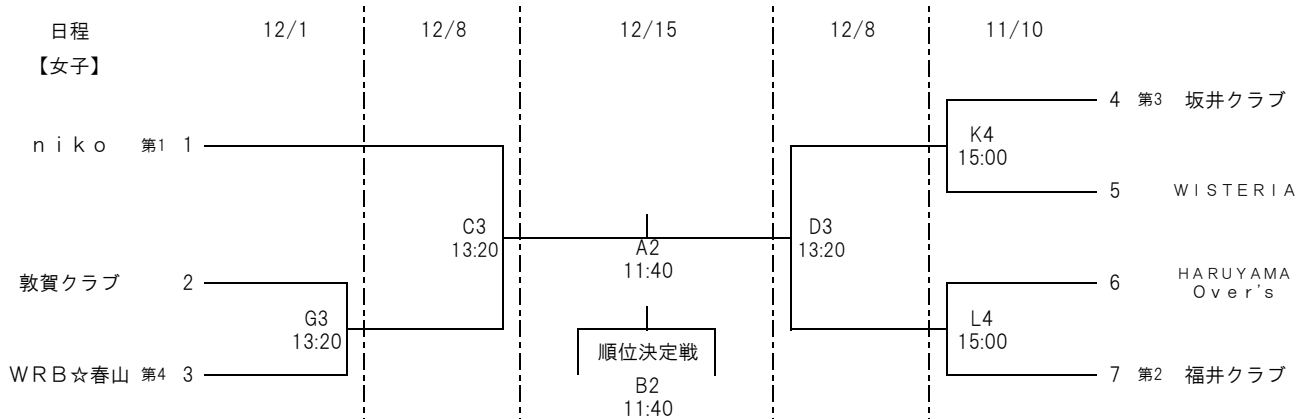 日程 12/1 12/8 12/15 12/8 11/10
【女子】
4 第3 坂井クラブ
niko 第1 1
K4
15:00
5 WISTERIA
C3
13:20
A2
11:40
D3
13:20
敦賀クラブ 2
6 HARUYAMA
Over's
G3
13:20
L4
15:00
順位決定戦
WRB☆春山 第4 3
7 第2 福井クラブ
B2
11:40